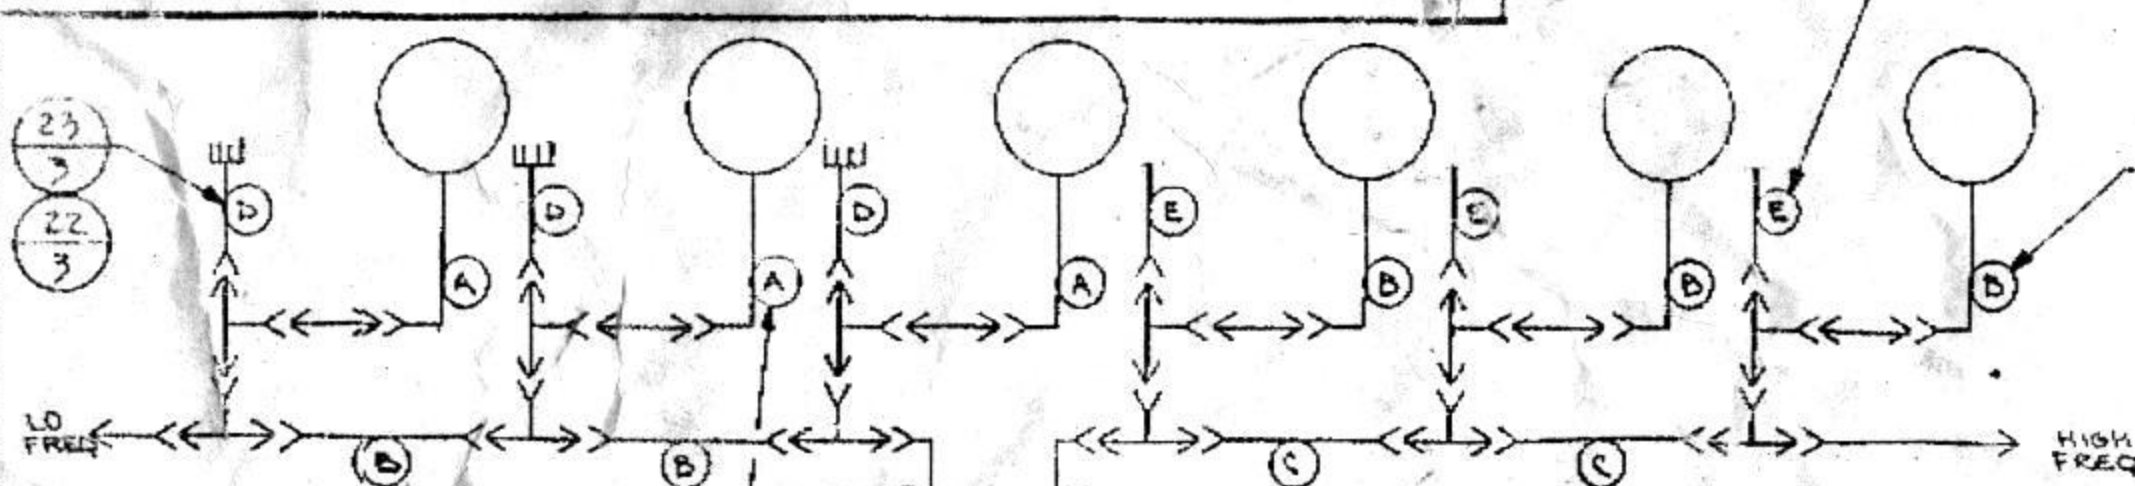 23
3
22
3
D D D E E E
A A A B B B
LO
FREQ
HIGH
FREQ
B B C C